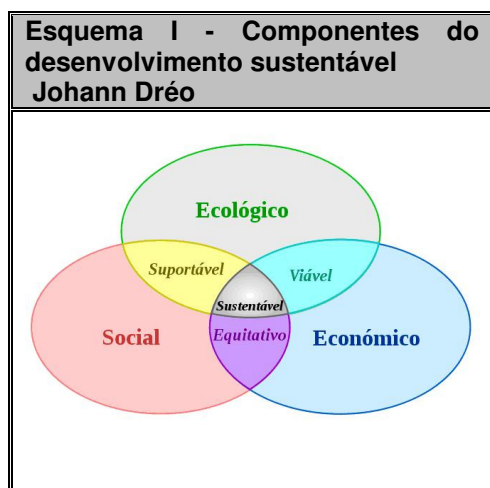 Esquema I - Componentes do
desenvolvimento sustentável
Johann Dréo
Ecológico
Suportável
Viável
Sustentável
Social
Equitativo
Económico